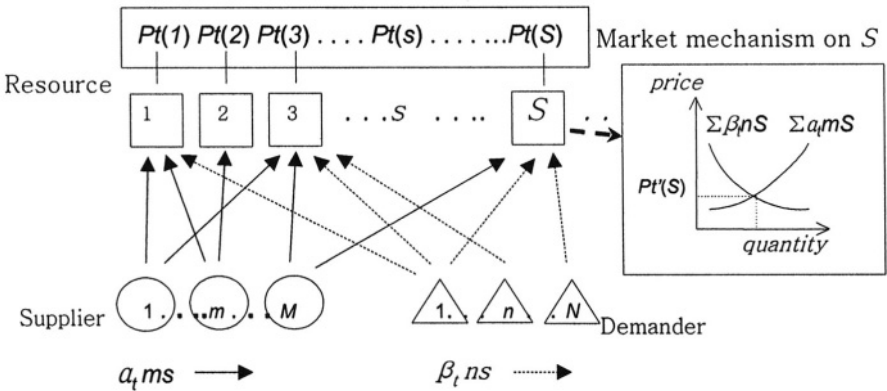 Pt(1) Pt(2) Pt(3) . . . . Pt(s) . . . . . . ...Pt(S)
Market mechanism on S
Resource
1 2 3 . . .s . . . .. S . .
price
Σβₜns Σaₜms
Pt'(S)
quantity
1 . . ..m . . . M
1. . . n . . N
Supplier
Demander
aₜms
βₜns